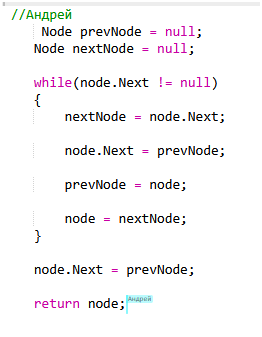 //Андрей
Node prevNode = null;
Node nextNode = null;
while(node.Next != null)
{
nextNode = node.Next;
node.Next = prevNode;
prevNode = node;
node = nextNode;
}
node.Next = prevNode;
return node;
Андрей